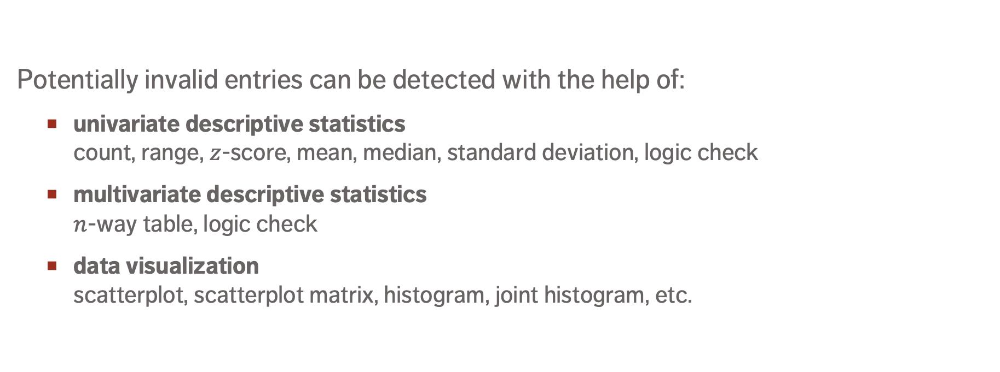 Potentially invalid entries can be detected with the help of:
univariate descriptive statistics
count, range, z-score, mean, median, standard deviation, logic check
multivariate descriptive statistics
n-way table, logic check
data visualization
scatterplot, scatterplot matrix, histogram, joint histogram, etc.